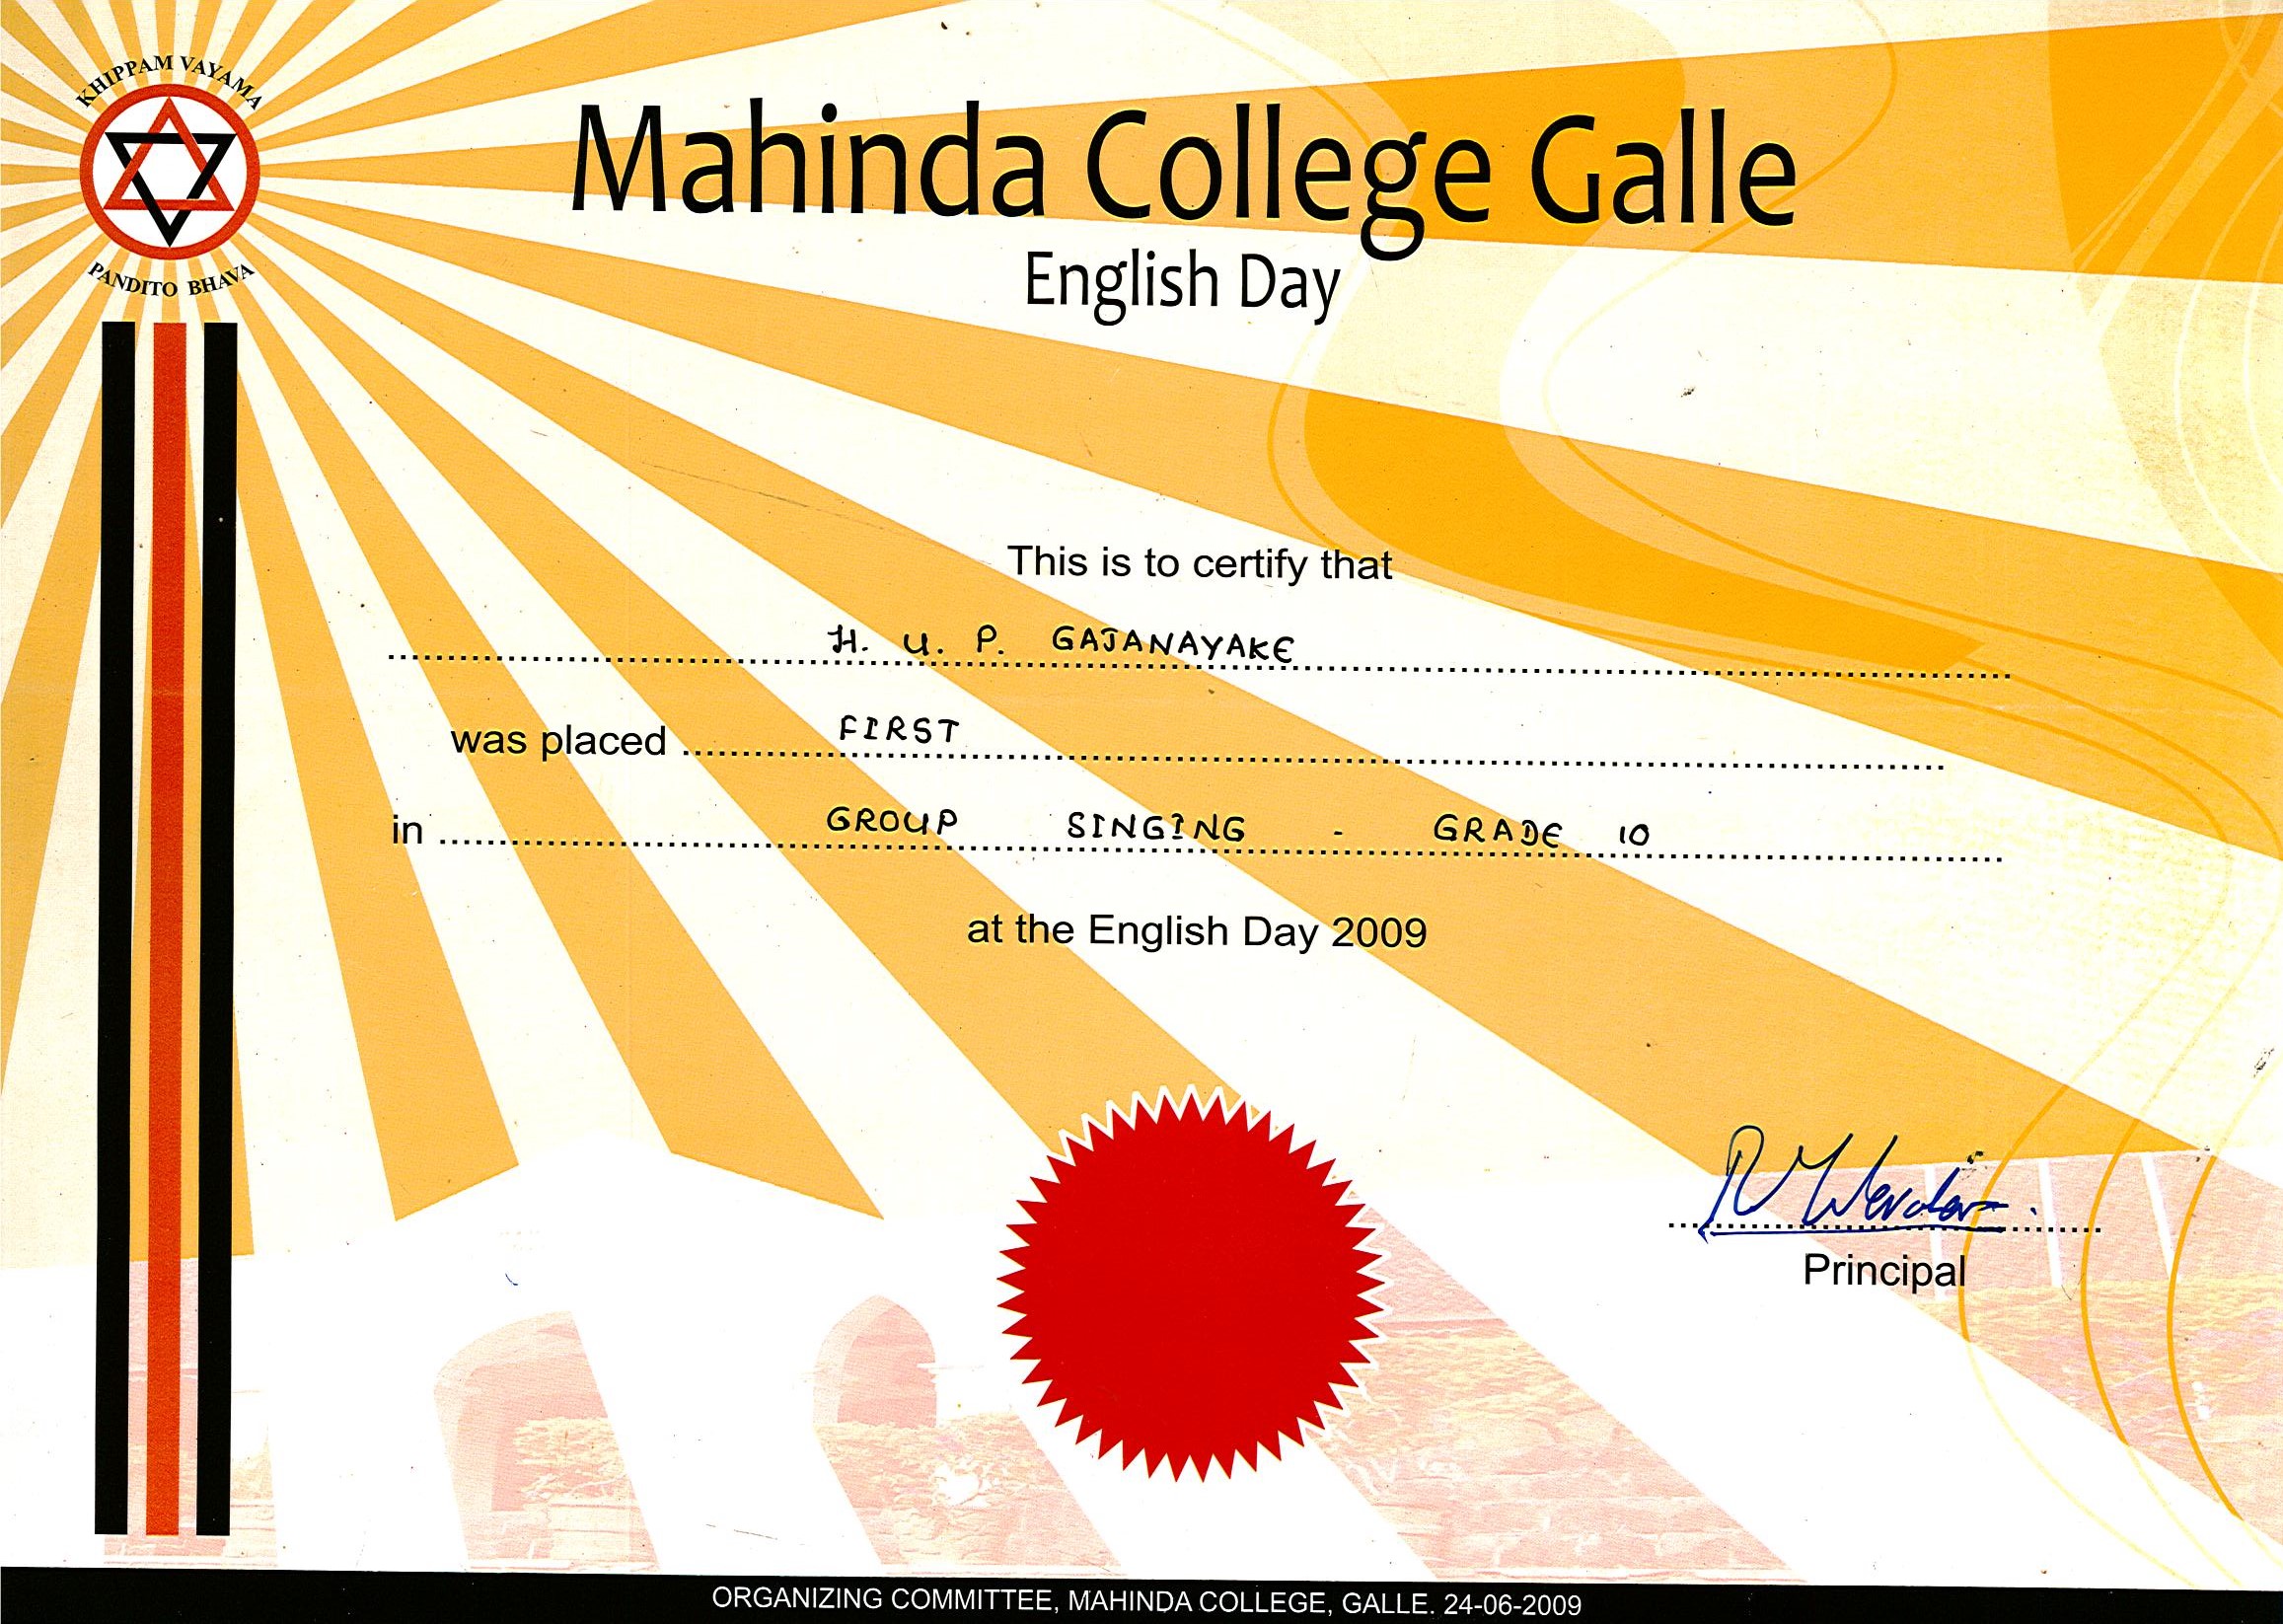 KHIPPAM VAYAMA
PANDITO BHAVA
Mahinda College Galle
English Day
This is to certify that
H. U. P. GAJANAYAKE
was placed FIRST
in GROUP SINGING - GRADE 10
at the English Day 2009
Principal
ORGANIZING COMMITTEE, MAHINDA COLLEGE, GALLE. 24-06-2009